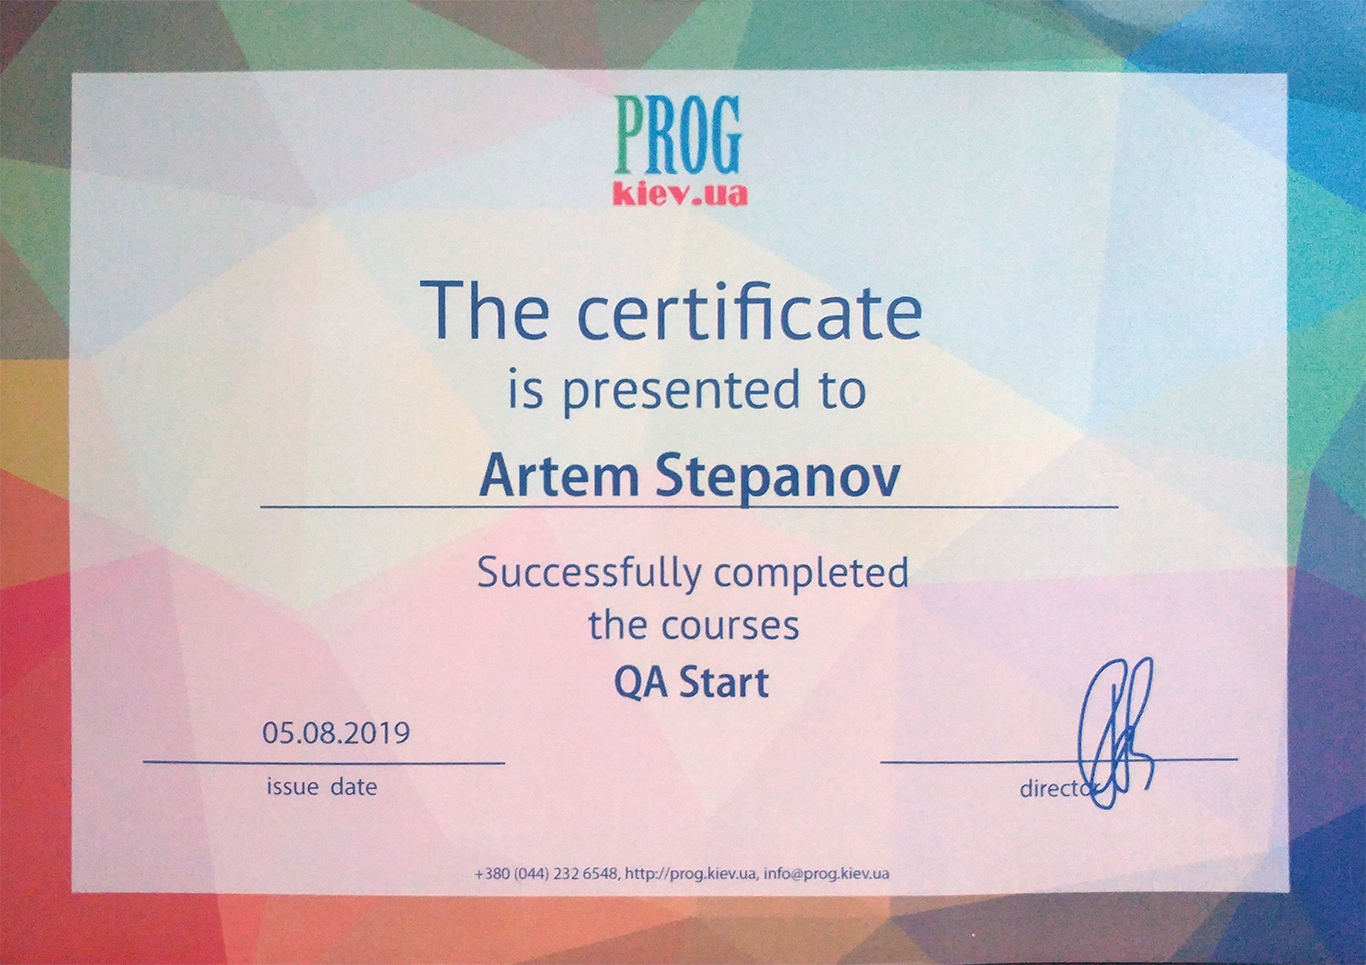 PROG
kiev.ua
The certificate
is presented to
Artem Stepanov
Successfully completed
the courses
QA Start
05.08.2019
issue date
director
+380 (044) 232 6548, http://prog.kiev.ua, info@prog.kiev.ua